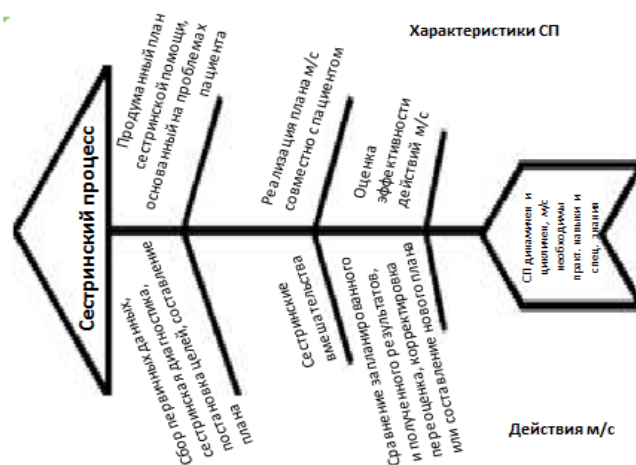 Характеристики СП
Сестринский процесс
Продуманный план
сестринской помощи,
основанный на проблемах
пациента
Реализация плана м/с
совместно с пациентом
Оценка
эффективности
действий м/с
СП динамичен и
цикличен, м/с
необходимы
практ. навыки и
спец. знания
Сбор первичных данных,
сестринская диагностика,
постановка целей, составление
плана
Сестринские
вмешательства
Сравнение запланированного
и полученного результатов,
переоценка, корректировка
или составление нового плана
Действия м/с